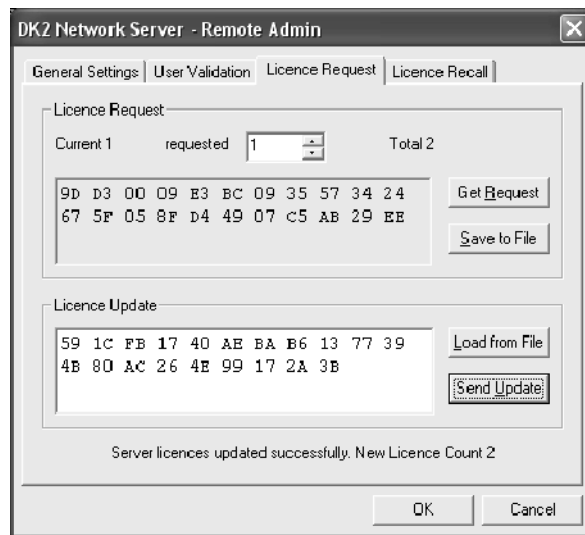 DK2 Network Server - Remote Admin
General Settings User Validation Licence Request Licence Recall
Licence Request
Current 1 requested 1 Total 2
9D D3 00 09 E3 BC 09 35 57 34 24
67 5F 05 8F D4 49 07 C5 AB 29 EE
Get Request
Save to File
Licence Update
59 1C FB 17 40 AE BA B6 13 77 39
4B 80 AC 26 4E 99 17 2A 3B
Load from File
Send Update
Server licences updated successfully. New Licence Count 2
OK Cancel